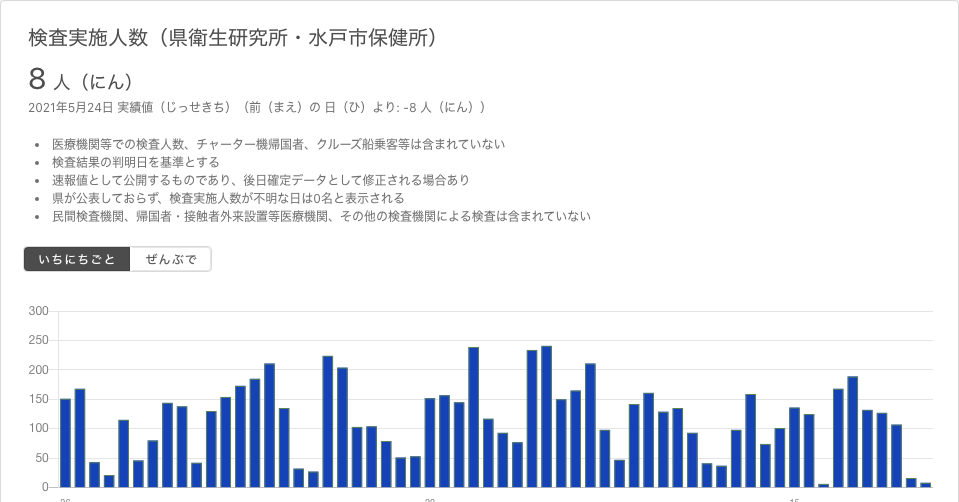 検査実施人数（県衛生研究所・水戸市保健所）
8 人（にん）
2021年5月24日 実績値（じっせきち）（前（まえ）の 日（ひ）より: -8 人（にん））
• 医療機関等での検査人数、チャーター機帰国者、クルーズ船乗客等は含まれていない
• 検査結果の判明日を基準とする
• 速報値として公開するものであり、後日確定データとして修正される場合あり
• 県が公表しておらず、検査実施人数が不明な日は0名と表示される
• 民間検査機関、帰国者・接触者外来設置等医療機関、その他の検査機関による検査は含まれていない
いちにちごと ぜんぶで
300
250
200
150
100
50
0